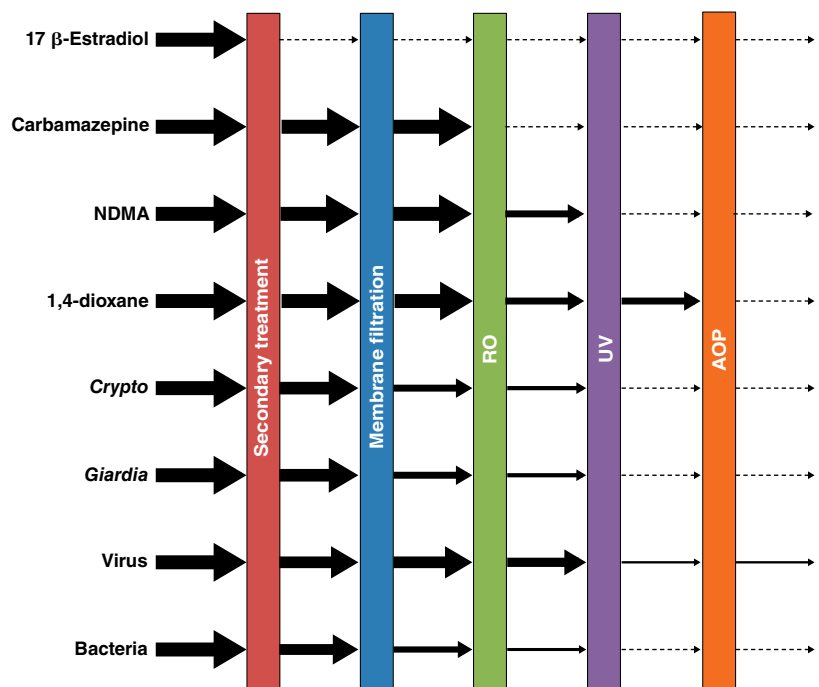 17 β-Estradiol
Carbamazepine
NDMA
1,4-dioxane
Crypto
Giardia
Virus
Bacteria
Secondary treatment
Membrane filtration
RO
UV
AOP